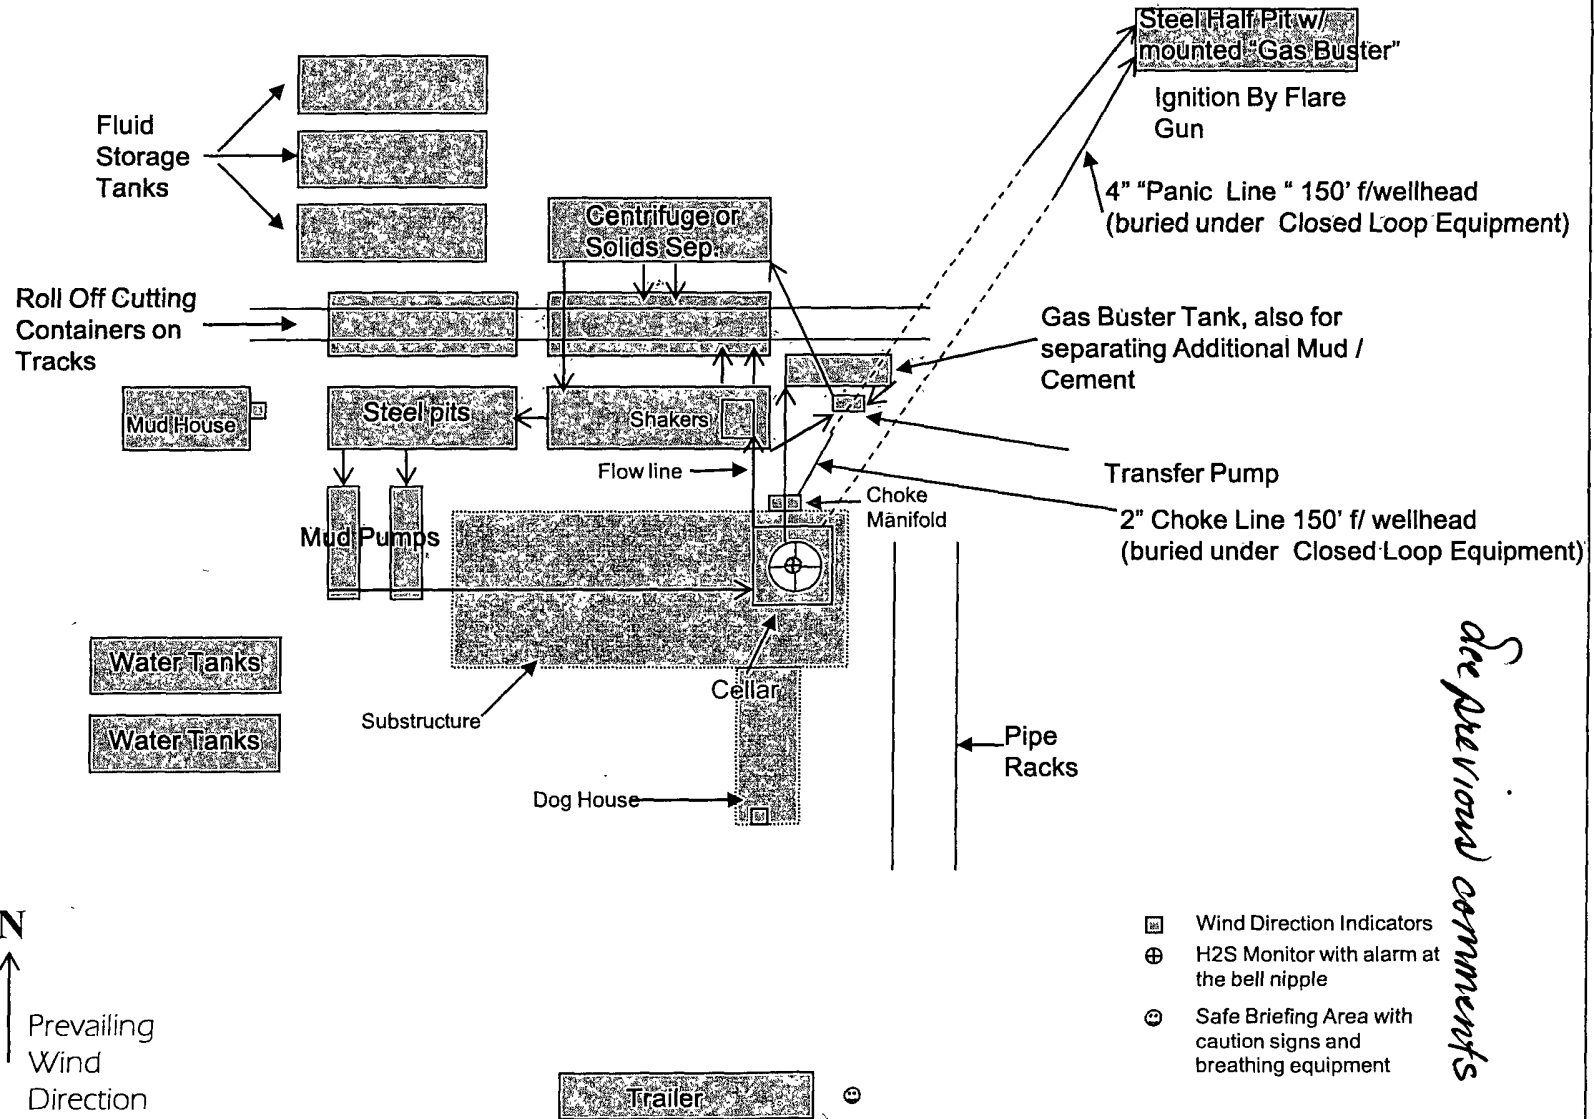 Steel Half Pit w/
mounted "Gas Buster"
Ignition By Flare
Gun
Fluid
Storage
Tanks
4" "Panic Line " 150' f/wellhead
(buried under Closed Loop Equipment)
Centrifuge or
Solids Sep.
Roll Off Cutting
Containers on
Tracks
Gas Buster Tank, also for
separating Additional Mud /
Cement
Mud House
Steel pits
Shakers
Flow line
Transfer Pump
Choke
Manifold
2" Choke Line 150' f/ wellhead
(buried under Closed Loop Equipment)
Mud Pumps
Water Tanks
Cellar
Substructure
Water Tanks
Pipe
Racks
Dog House
See previous comments
N
Prevailing
Wind
Direction
Wind Direction Indicators
H2S Monitor with alarm at
the bell nipple
Safe Briefing Area with
caution signs and
breathing equipment
Trailer